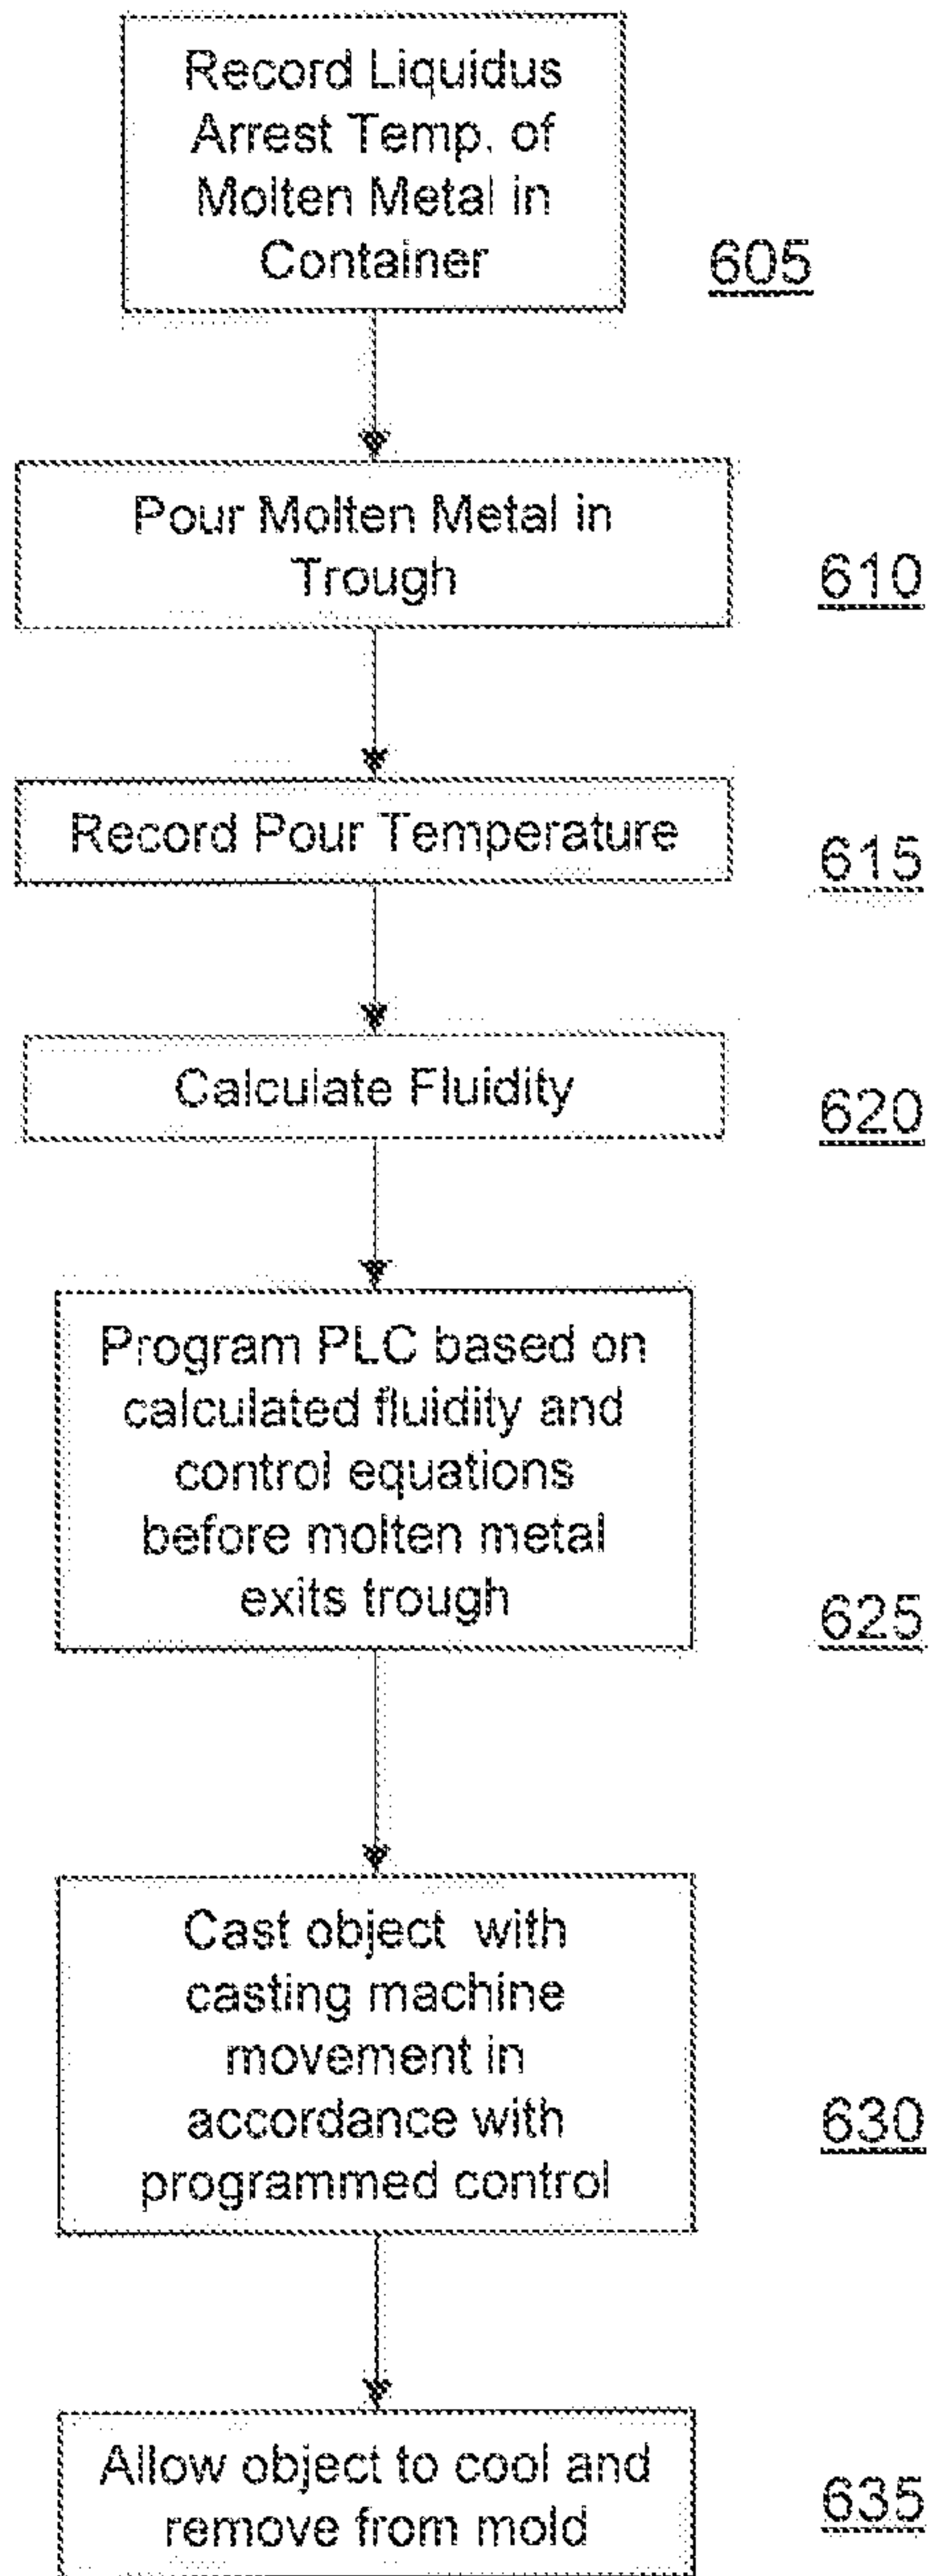 Record Liquidus
Arrest Temp. of
Molten Metal in
Container
605
Pour Molten Metal in
Trough
610
Record Pour Temperature
615
Calculate Fluidity
620
Program PLC based on
calculated fluidity and
control equations
before molten metal
exits trough
625
Cast object with
casting machine
movement in
accordance with
programmed control
630
Allow object to cool and
remove from mold
635